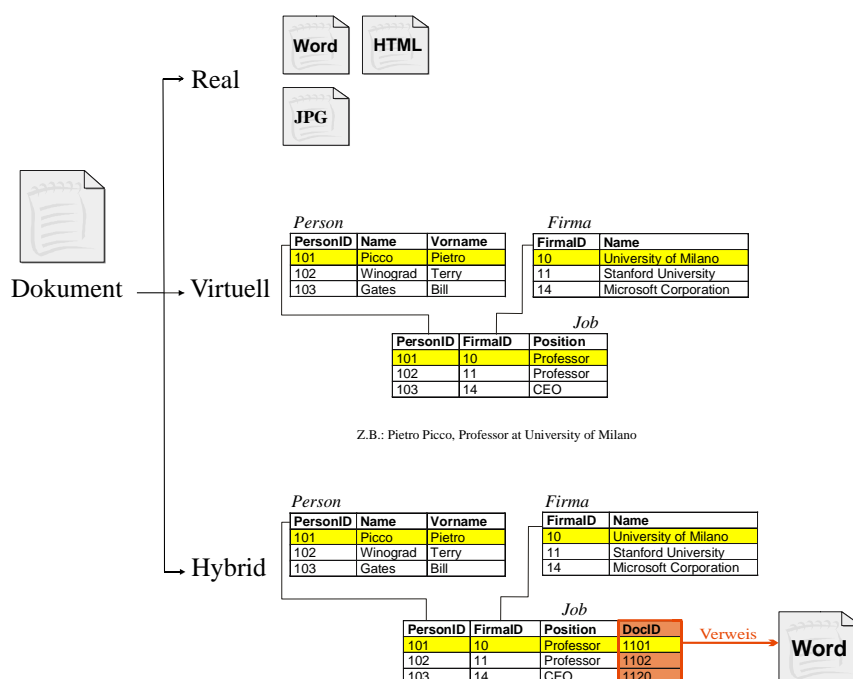 Word HTML
Real
JPG
Person Firma
PersonID Name Vorname FirmaID Name
101 Picco Pietro 10 University of Milano
102 Winograd Terry 11 Stanford University
103 Gates Bill 14 Microsoft Corporation
Dokument Virtuell
Job
PersonID FirmaID Position
101 10 Professor
102 11 Professor
103 14 CEO
Z.B.: Pietro Picco, Professor at University of Milano
Person Firma
PersonID Name Vorname FirmaID Name
101 Picco Pietro 10 University of Milano
102 Winograd Terry 11 Stanford University
103 Gates Bill 14 Microsoft Corporation
Hybrid
Job
PersonID FirmaID Position DocID Verweis
101 10 Professor 1101 Word
102 11 Professor 1102
103 14 CEO 1120